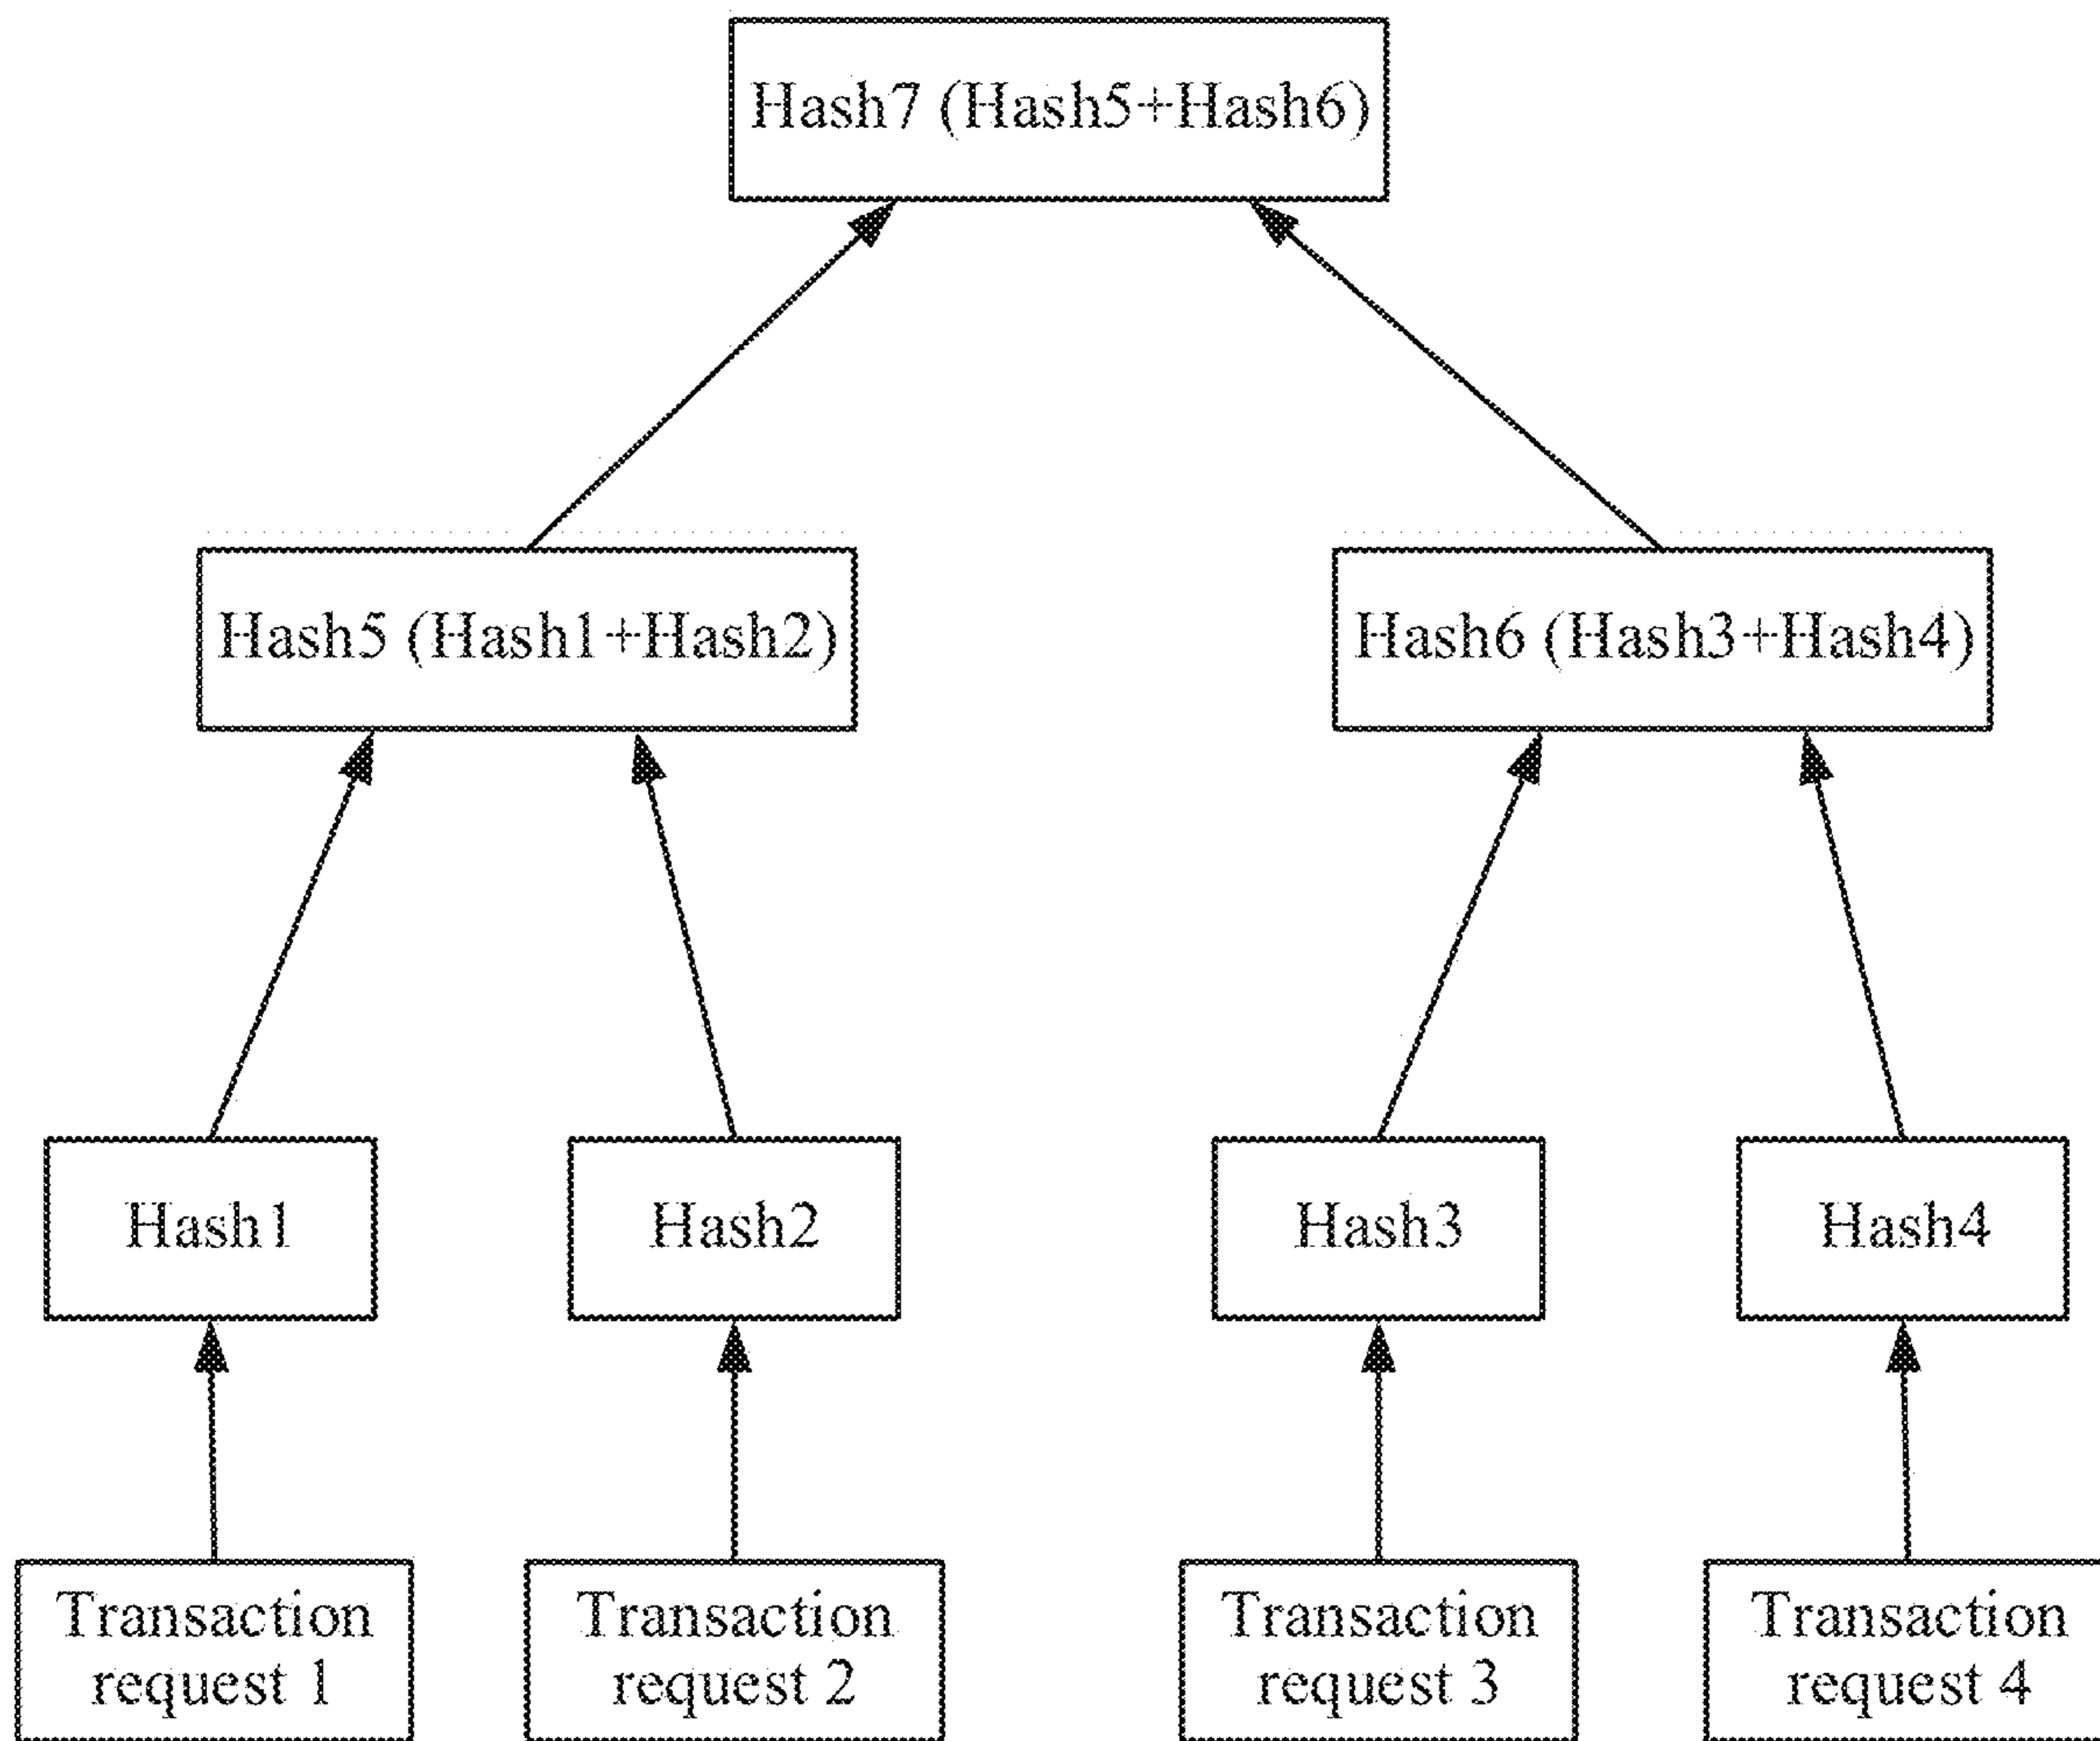 Hash7 (Hash5+Hash6)
Hash5 (Hash1+Hash2)
Hash6 (Hash3+Hash4)
Hash1
Hash2
Hash3
Hash4
Transaction
request 1
Transaction
request 2
Transaction
request 3
Transaction
request 4